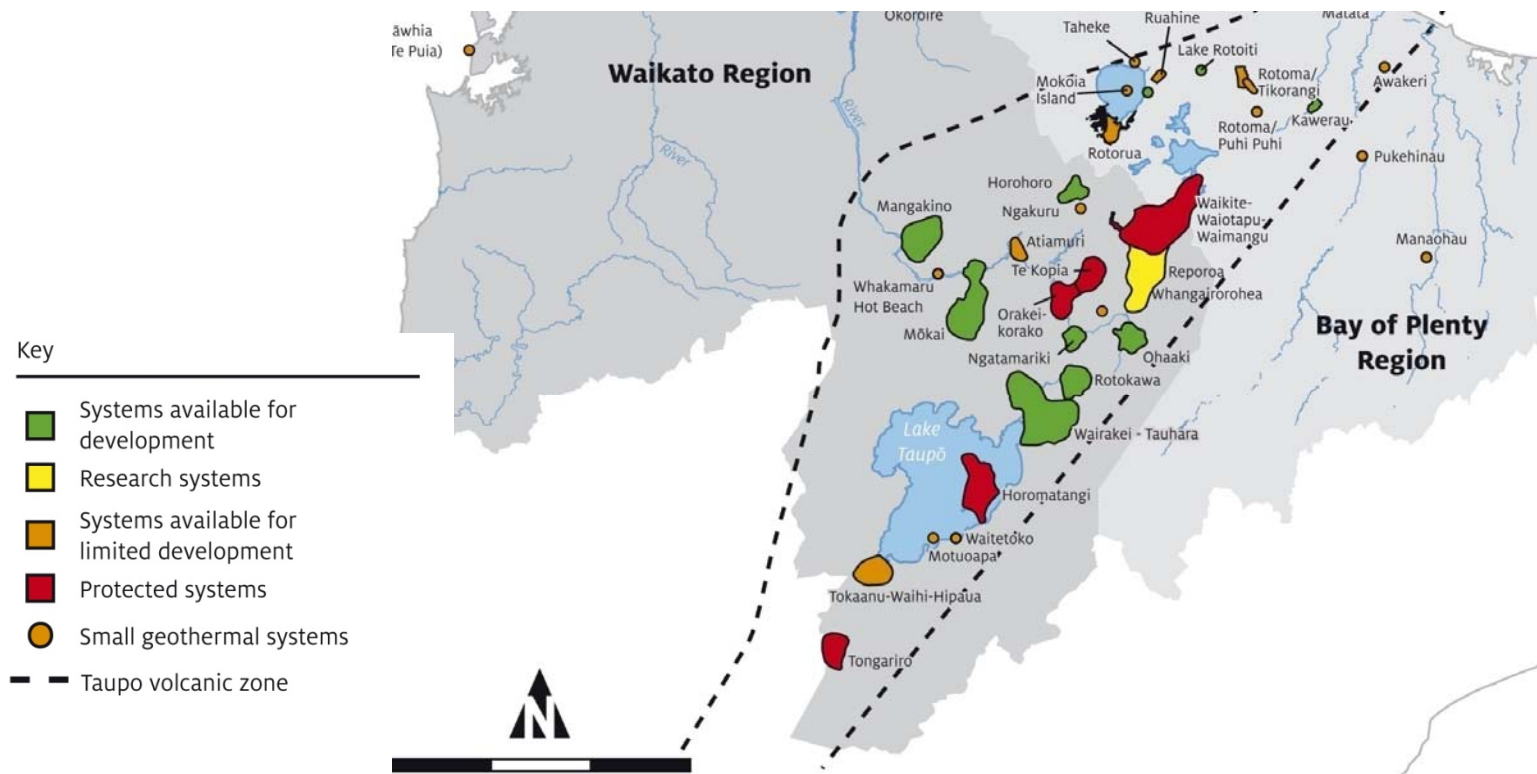 āwhia
Te Puia)
Okoroire
Taheke
Ruahine
Matatā
Waikato Region
Lake Rotoiti
Mokoia
Island
Rotoma/
Tikorangi
Awakeri
River
Kawerau
Rotoma/
Puhi Puhi
Rotorua
River
Pukehinau
Horohoro
Ngakuru
Mangakino
Waikite-
Waiotapu-
Waimangu
Atiamuri
Manaohau
Te Kopia
Whakamaru
Hot Beach
Reporoa
Whangairorohea
Orakei-
korako
Mōkai
Bay of Plenty
Region
Ngatamariki
Ohaaki
Rotokawa
Lake
Taupō
Wairakei - Tauhara
Horomatangi
Waitetoko
Motuoapa
Tokaanu-Waihi-Hipaua
Tongariro
Key
Systems available for
development
Research systems
Systems available for
limited development
Protected systems
Small geothermal systems
Taupo volcanic zone
N